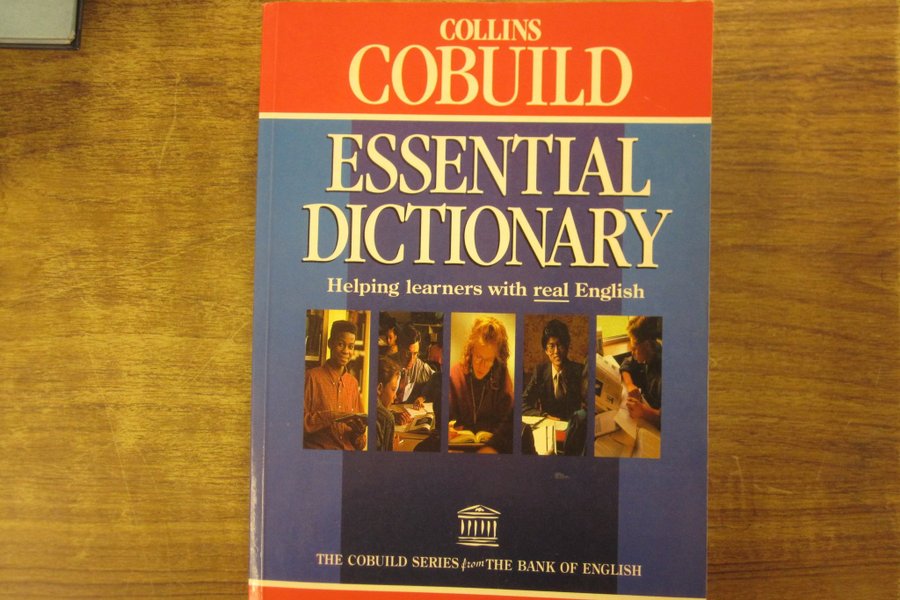 COLLINS
COBUILD
ESSENTIAL
DICTIONARY
Helping learners with real English
THE COBUILD SERIES from THE BANK OF ENGLISH